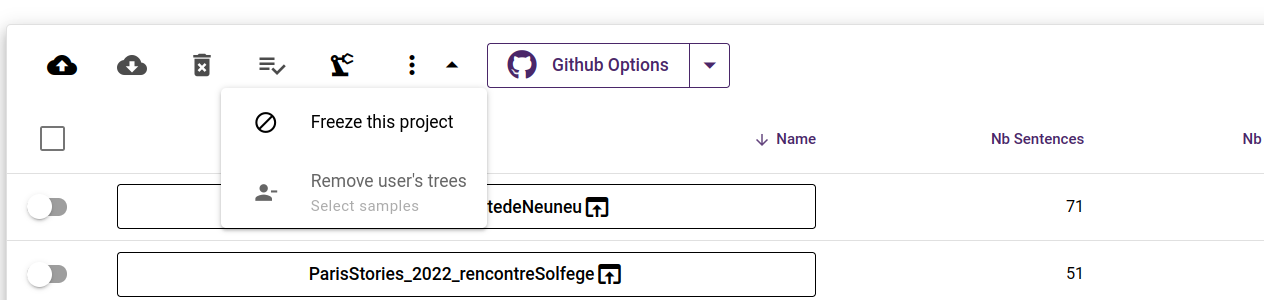 Github Options
Freeze this project
Remove user's trees
Select samples
Name
Nb Sentences
Nb
tedeNeuneu
71
ParisStories_2022_rencontreSolfege
51